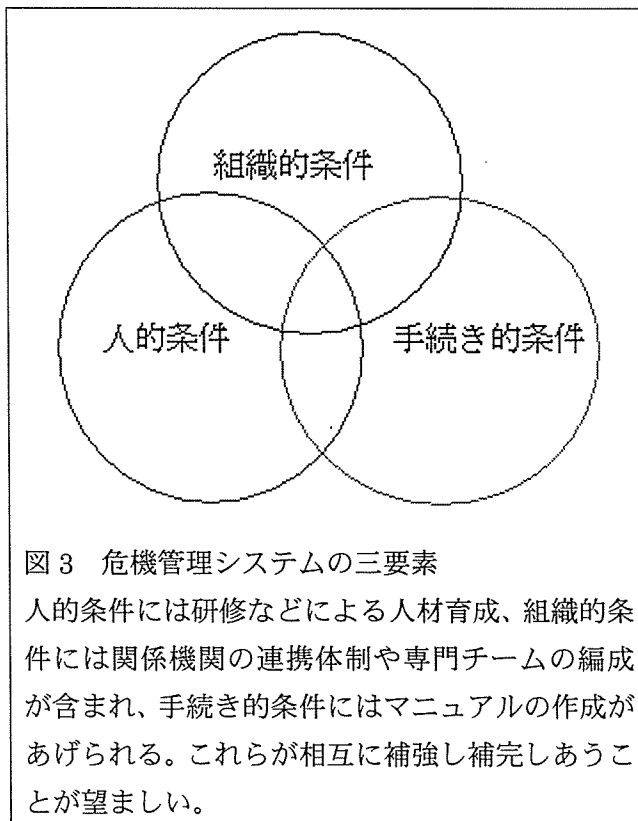 組織的条件
人的条件
手続き的条件
図3 危機管理システムの三要素
人的条件には研修などによる人材育成、組織的条
件には関係機関の連携体制や専門チームの編成
が含まれ、手続き的条件にはマニュアルの作成が
あげられる。これらが相互に補強し補完しあうこ
とが望ましい。